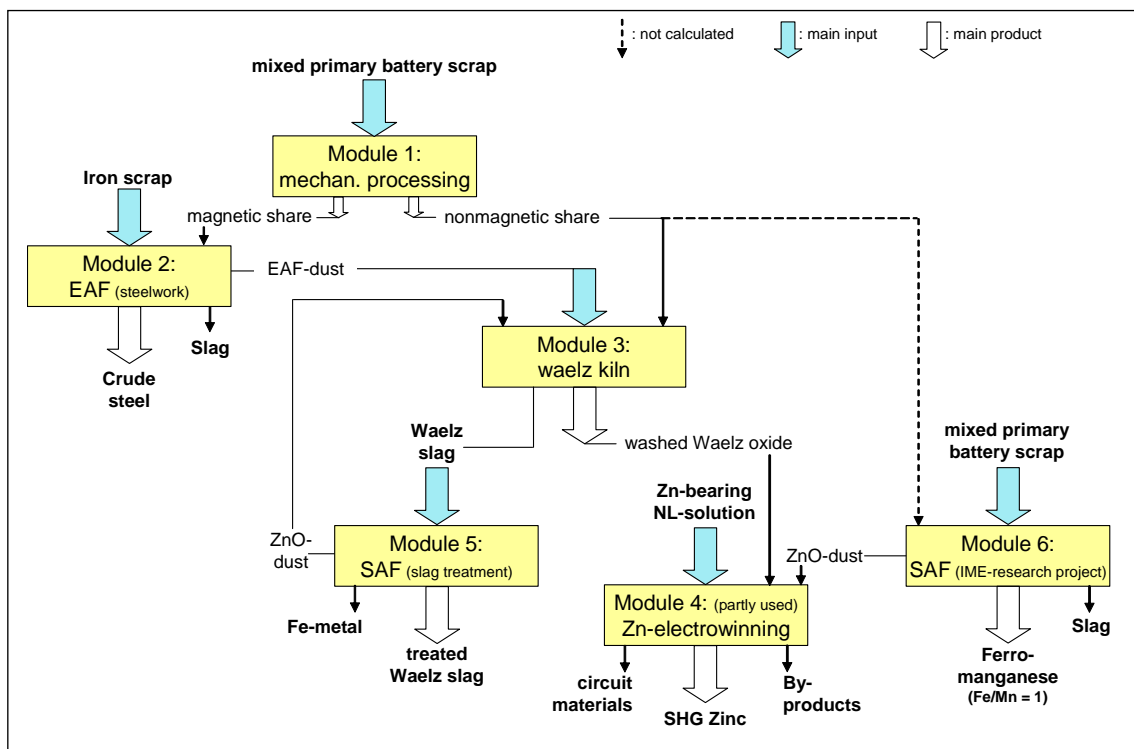 : not calculated
: main input
: main product
mixed primary battery scrap
Module 1:
mechan. processing
Iron scrap
magnetic share
nonmagnetic share
Module 2:
EAF (steelwork)
EAF-dust
Slag
Crude
steel
Module 3:
waelz kiln
Waelz
slag
washed Waelz oxide
mixed primary
battery scrap
Zn-bearing
NL-solution
ZnO-
dust
Module 5:
SAF (slag treatment)
ZnO-dust
Module 6:
SAF (IME-research project)
Module 4: (partly used)
Zn-electrowinning
Fe-metal
treated
Waelz slag
circuit
materials
SHG Zinc
By-
products
Slag
Ferro-
manganese
(Fe/Mn = 1)